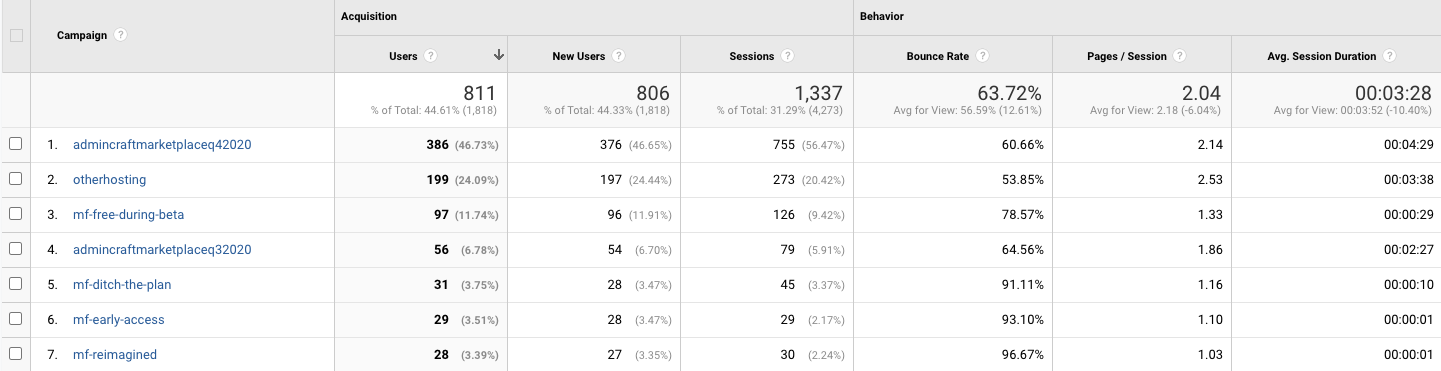 Acquisition Behavior
Campaign ? Users ? New Users ? Sessions ? Bounce Rate ? Pages / Session ? Avg. Session Duration ?
811 806 1,337 63.72% 2.04 00:03:28
% of Total: 44.61% (1,818) % of Total: 44.33% (1,818) % of Total: 31.29% (4,273) Avg for View: 56.59% (12.61%) Avg for View: 2.18 (-6.04%) Avg for View: 00:03:52 (-10.40%)
1. admincraftmarketplaceq42020 386 (46.73%) 376 (46.65%) 755 (56.47%) 60.66% 2.14 00:04:29
2. otherhosting 199 (24.09%) 197 (24.44%) 273 (20.42%) 53.85% 2.53 00:03:38
3. mf-free-during-beta 97 (11.74%) 96 (11.91%) 126 (9.42%) 78.57% 1.33 00:00:29
4. admincraftmarketplaceq32020 56 (6.78%) 54 (6.70%) 79 (5.91%) 64.56% 1.86 00:02:27
5. mf-ditch-the-plan 31 (3.75%) 28 (3.47%) 45 (3.37%) 91.11% 1.16 00:00:10
6. mf-early-access 29 (3.51%) 28 (3.47%) 29 (2.17%) 93.10% 1.10 00:00:01
7. mf-reimagined 28 (3.39%) 27 (3.35%) 30 (2.24%) 96.67% 1.03 00:00:01